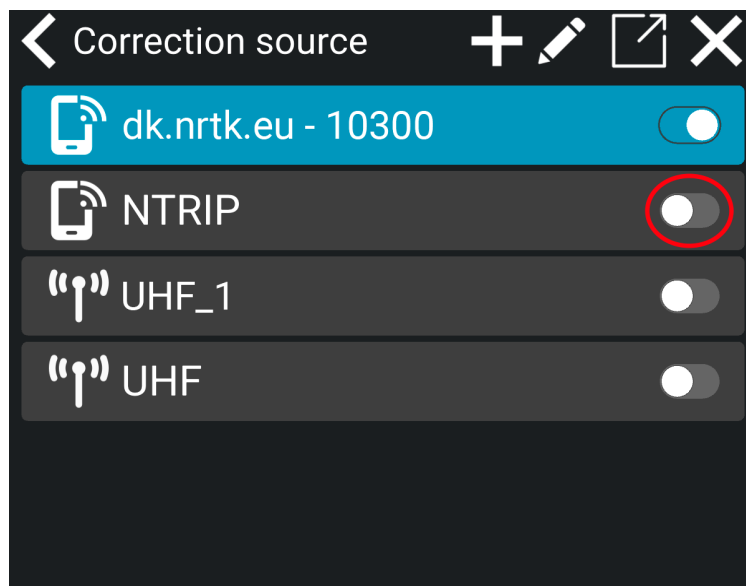 Correction source
dk.nrtk.eu - 10300
NTRIP
UHF_1
UHF